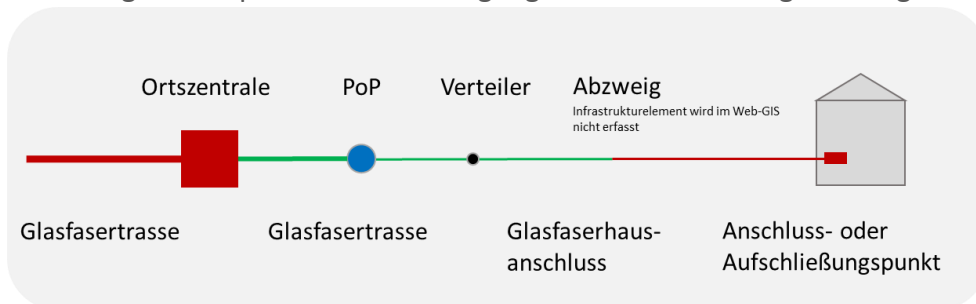 Ortszentrale
PoP
Verteiler
Abzweig
Infrastrukturelement wird im Web-GIS
nicht erfasst
Glasfasertrasse
Glasfasertrasse
Glasfaserhaus-
anschluss
Anschluss- oder
Aufschließungspunkt